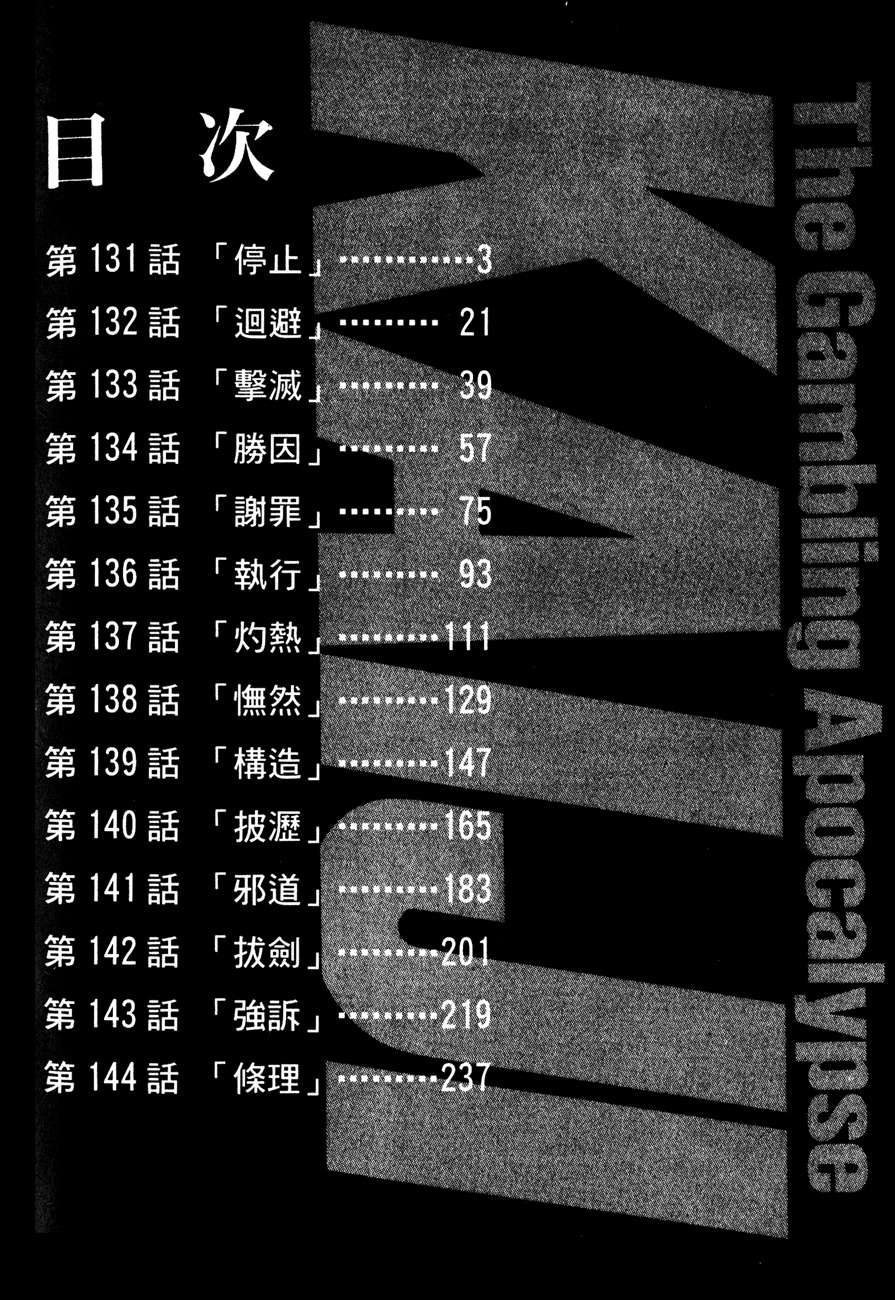 目 次
第 131 話 「停止」…………3
第 132 話 「迴避」……… 21
第 133 話 「擊滅」……… 39
第 134 話 「勝因」……… 57
第 135 話 「謝罪」……… 75
第 136 話 「執行」……… 93
第 137 話 「灼熱」………111
第 138 話 「憮然」………129
第 139 話 「構造」………147
第 140 話 「披瀝」………165
第 141 話 「邪道」………183
第 142 話 「拔劍」………201
第 143 話 「強訴」………219
第 144 話 「條理」………237
KAIJI
The Gambling Apocalypse